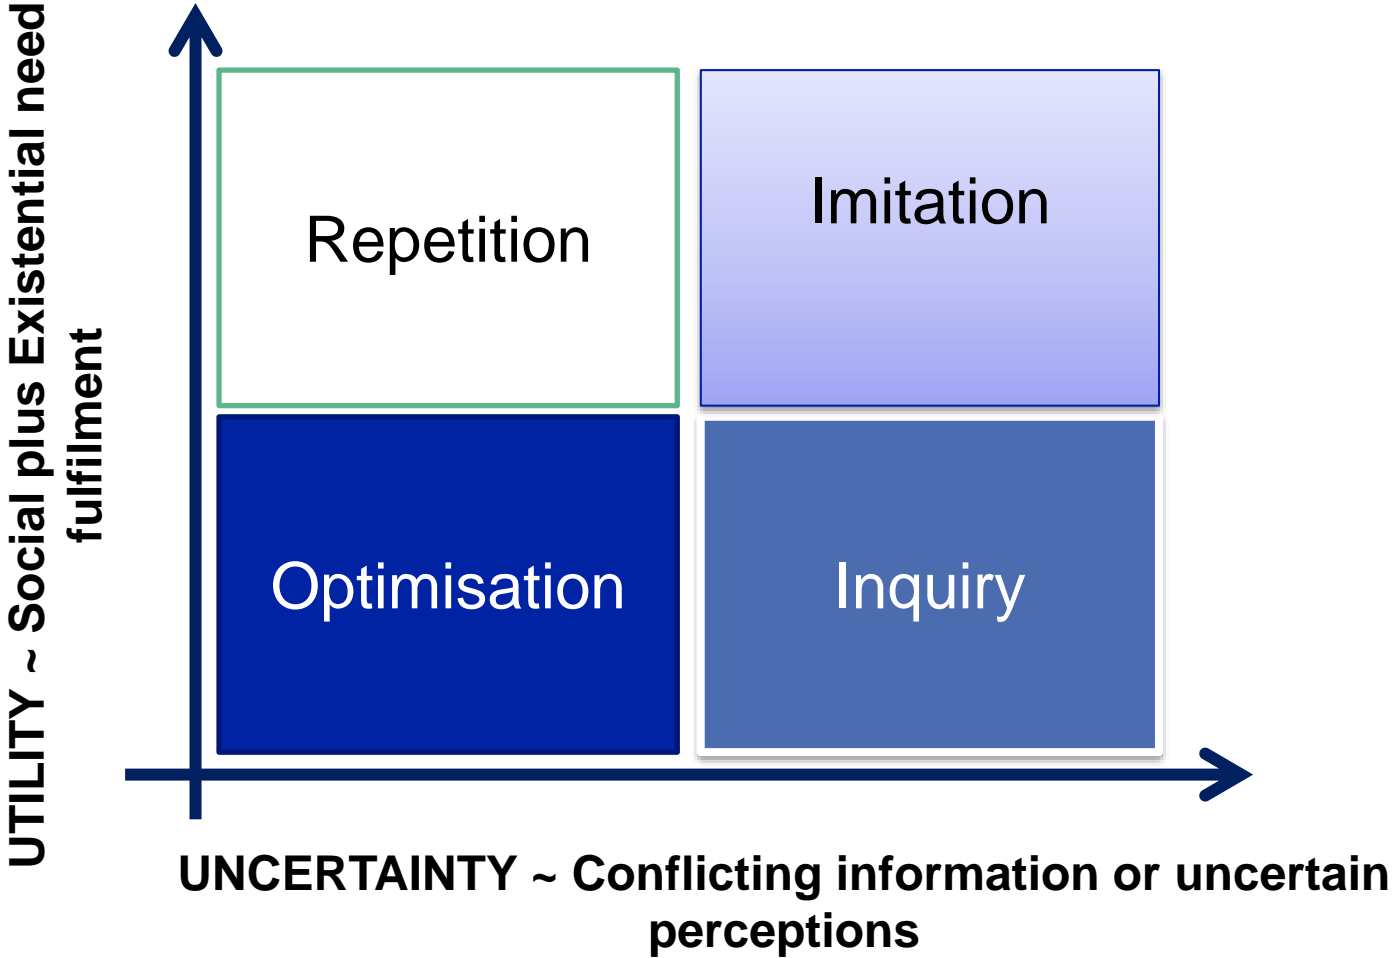 UTILITY ~ Social plus Existential need
fulfilment
Repetition
Imitation
Optimisation
Inquiry
UNCERTAINTY ~ Conflicting information or uncertain
perceptions